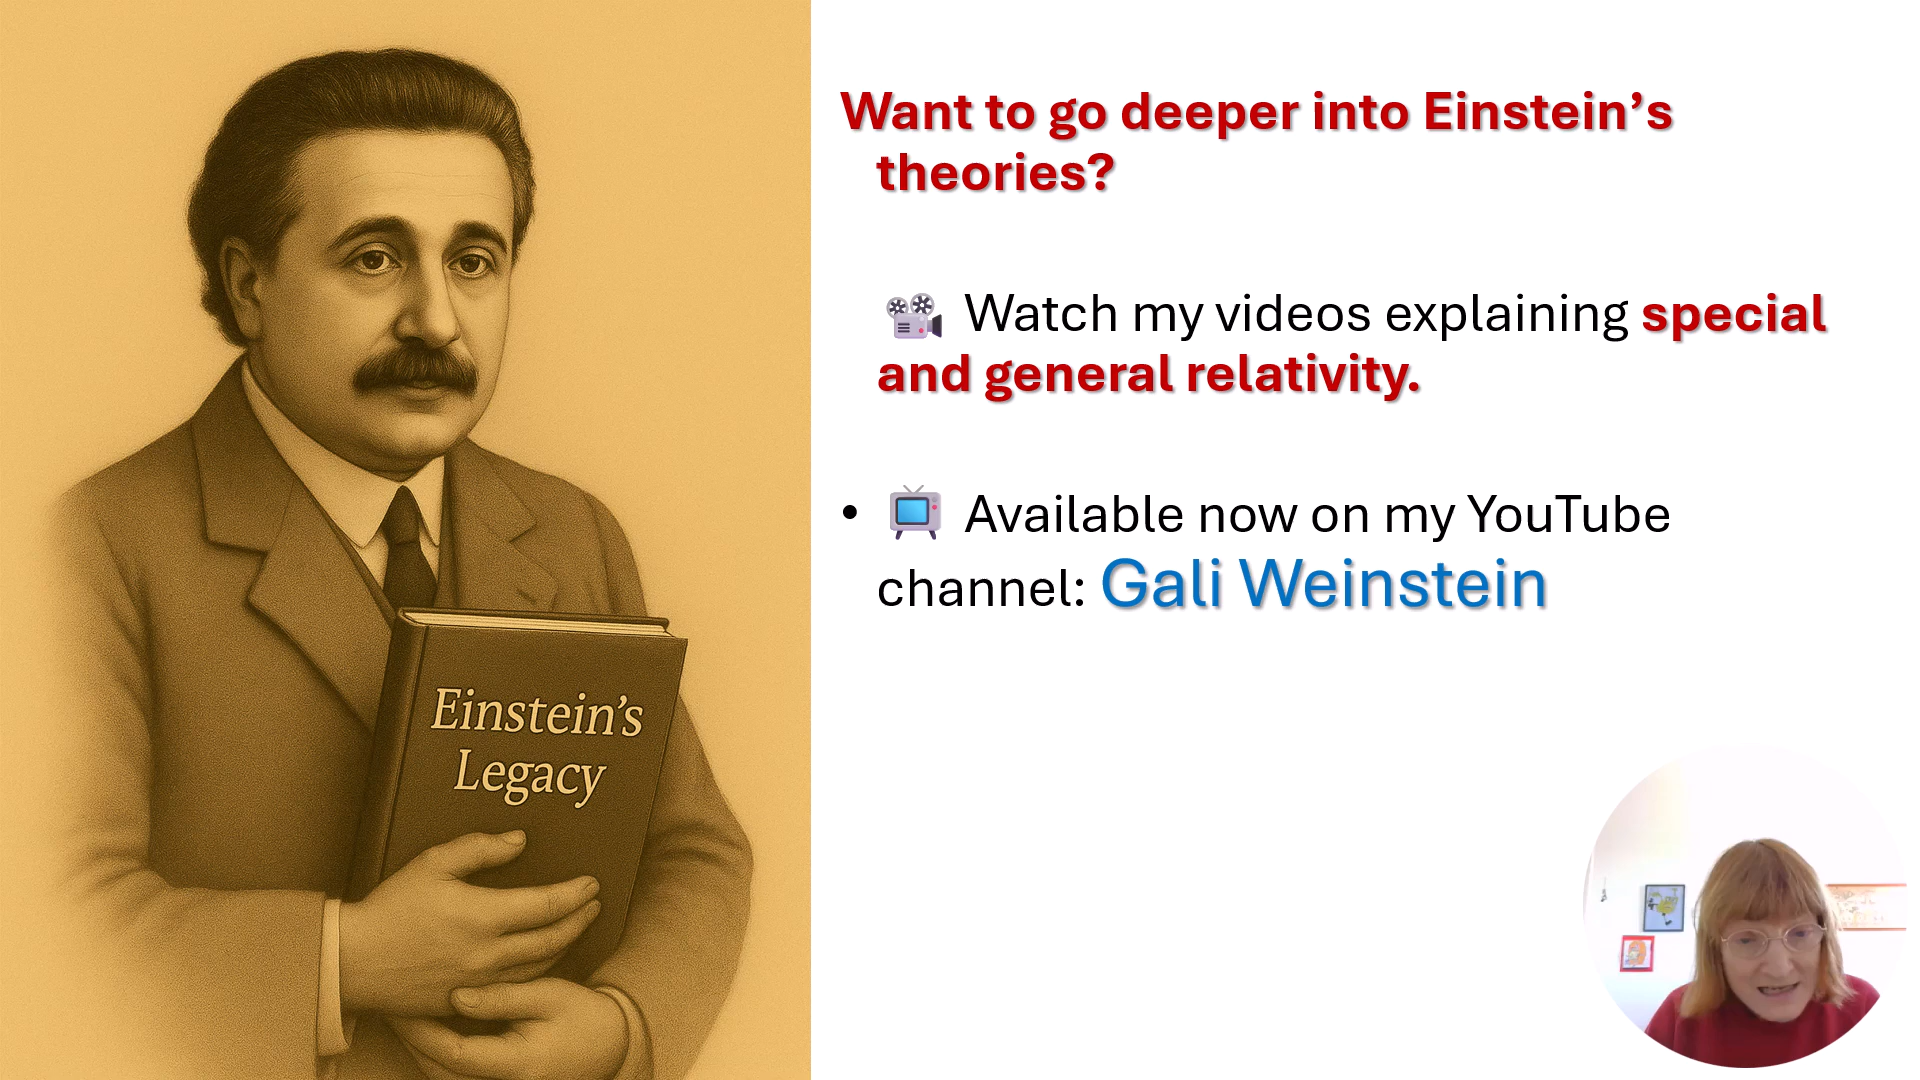 Want to go deeper into Einstein’s
theories?
🎥 Watch my videos explaining special
and general relativity.
• 📺 Available now on my YouTube
channel: Gali Weinstein
Einstein’s
Legacy